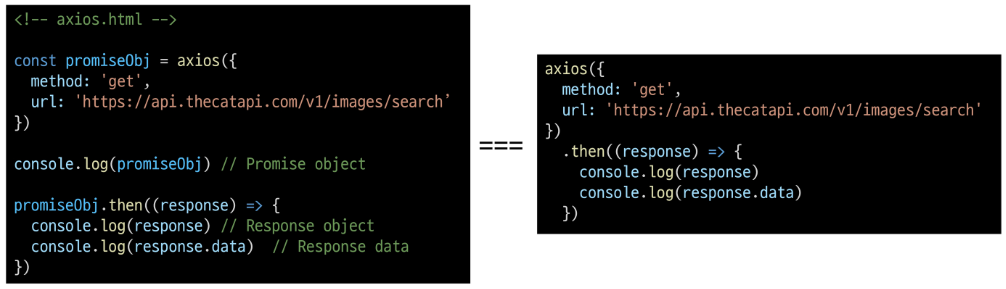 <!-- axios.html -->
const promiseObj = axios({
  method: 'get',
  url: 'https://api.thecatapi.com/v1/images/search’
})
console.log(promiseObj) // Promise object
promiseObj.then((response) => {
  console.log(response) // Response object
  console.log(response.data)  // Response data
})
===
axios({
  method: 'get',
  url: 'https://api.thecatapi.com/v1/images/search'
})
  .then((response) => {
    console.log(response)
    console.log(response.data)
  })